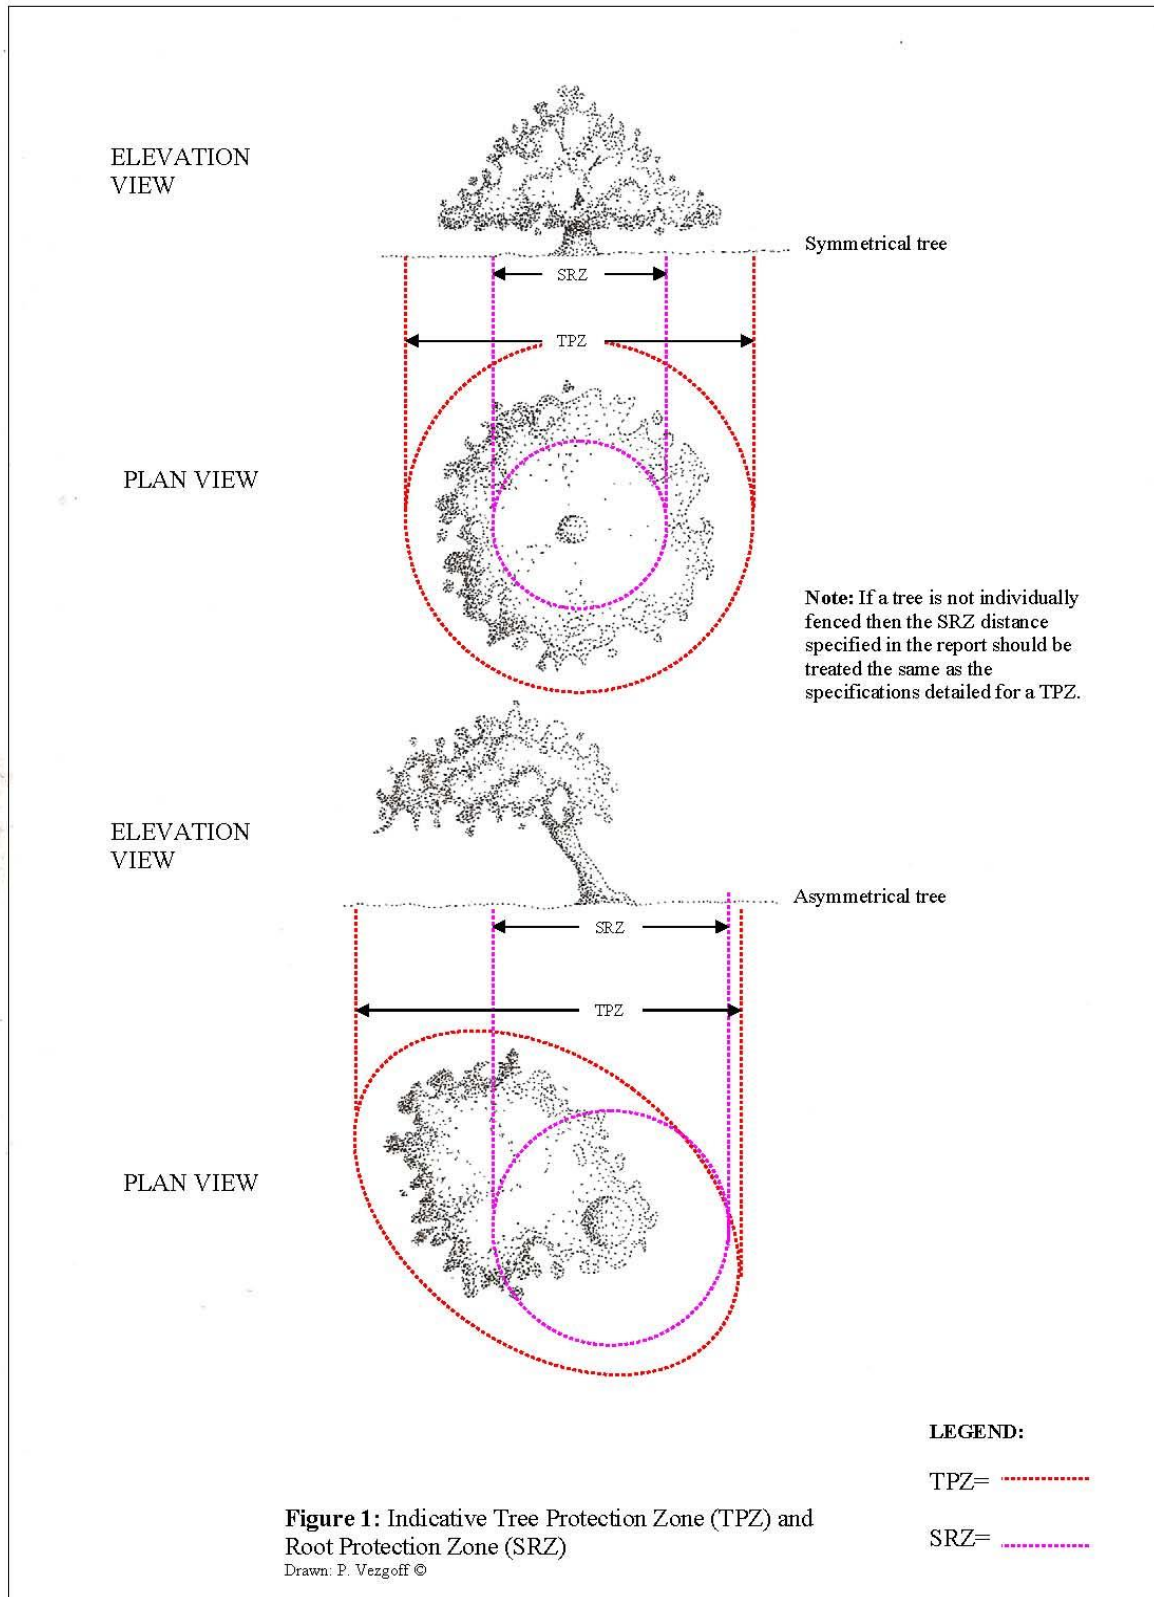 ELEVATION
VIEW
Symmetrical tree
SRZ
TPZ
PLAN VIEW
Note: If a tree is not individually
fenced then the SRZ distance
specified in the report should be
treated the same as the
specifications detailed for a TPZ.
ELEVATION
VIEW
Asymmetrical tree
SRZ
TPZ
PLAN VIEW
LEGEND:
TPZ=
SRZ=
Figure 1: Indicative Tree Protection Zone (TPZ) and
Root Protection Zone (SRZ)
Drawn: P. Vezgoff ©